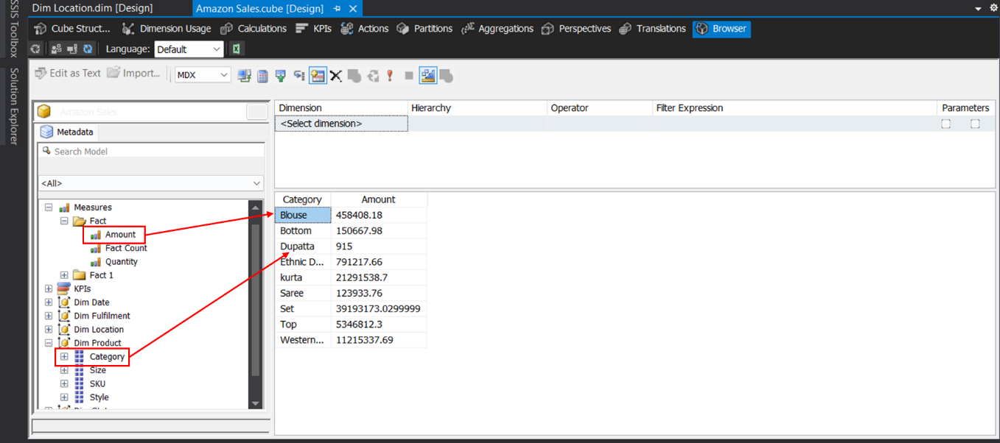 SSIS Toolbox
Solution Explorer
Dim Location.dim [Design]
Amazon Sales.cube [Design]
Cube Struct...
Dimension Usage
Calculations
KPIs
Actions
Partitions
Aggregations
Perspectives
Translations
Browser
Language:
Default
Edit as Text
Import...
MDX
Amazon Sales
Metadata
Search Model
<All>
Measures
Fact
Amount
Fact Count
Quantity
Fact 1
KPIs
Dim Date
Dim Fulfilment
Dim Location
Dim Product
Category
Size
SKU
Style
Dimension Hierarchy Operator Filter Expression Parameters
<Select dimension>
Category Amount
Blouse 458408.18
Bottom 150667.98
Dupatta 915
Ethnic D... 791217.66
kurta 21291538.7
Saree 123933.76
Set 39193173.0299999
Top 5346812.3
Western... 11215337.69